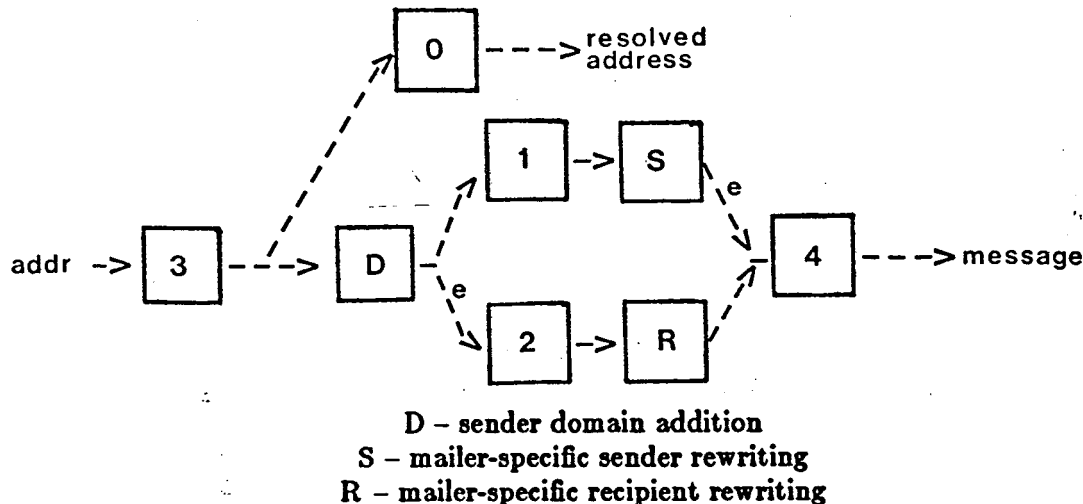 0
resolved
address
1
S
e
addr
3
D
4
message
e
2
R
D – sender domain addition
S – mailer-specific sender rewriting
R – mailer-specific recipient rewriting